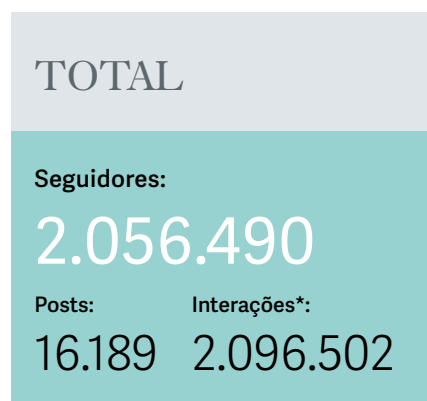 TOTAL
Seguidores:
2.056.490
Posts: Interações*:
16.189 2.096.502